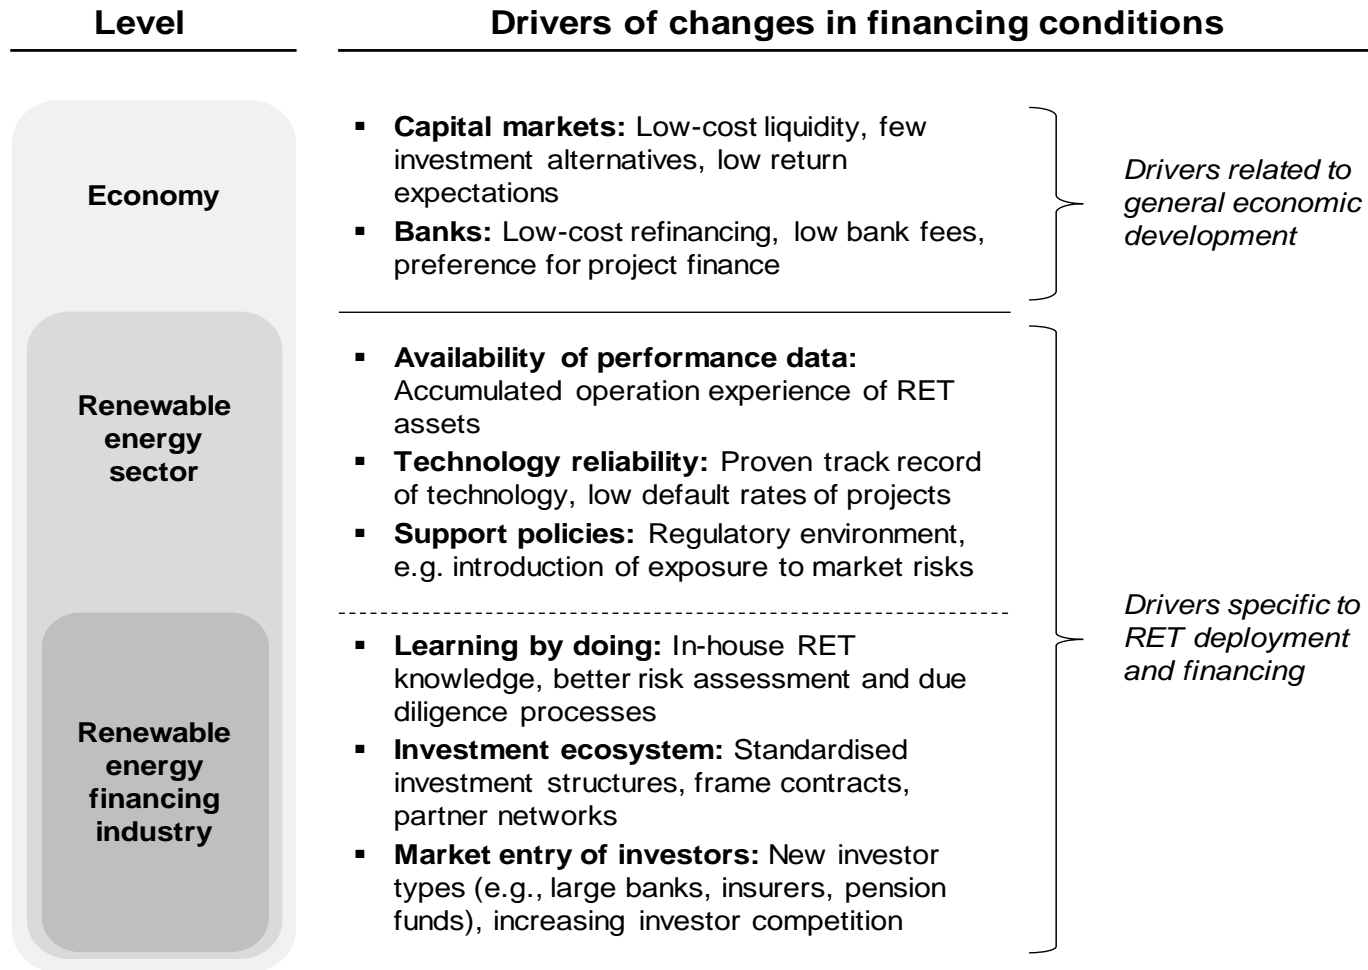 Level
Drivers of changes in financing conditions
Economy
▪ Capital markets: Low-cost liquidity, few
investment alternatives, low return
expectations
▪ Banks: Low-cost refinancing, low bank fees,
preference for project finance
Drivers related to
general economic
development
Renewable
energy
sector
▪ Availability of performance data:
Accumulated operation experience of RET
assets
▪ Technology reliability: Proven track record
of technology, low default rates of projects
▪ Support policies: Regulatory environment,
e.g. introduction of exposure to market risks
Renewable
energy
financing
industry
▪ Learning by doing: In-house RET
knowledge, better risk assessment and due
diligence processes
▪ Investment ecosystem: Standardised
investment structures, frame contracts,
partner networks
▪ Market entry of investors: New investor
types (e.g., large banks, insurers, pension
funds), increasing investor competition
Drivers specific to
RET deployment
and financing